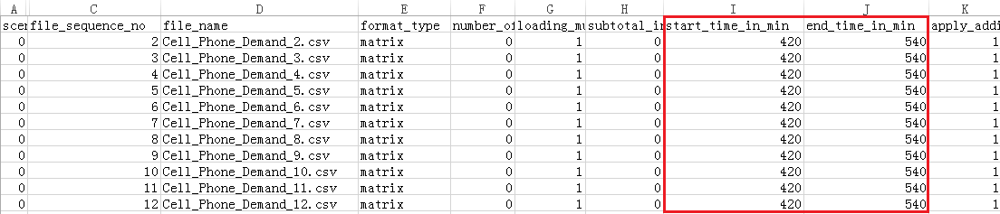 A C D E F G H I J K
scer file_sequence_no file_name format_type number_of loading_mu subtotal_in start_time_in_min end_time_in_min apply_addi
0 2 Cell_Phone_Demand_2.csv matrix 0 1 0 420 540 1
0 3 Cell_Phone_Demand_3.csv matrix 0 1 0 420 540 1
0 4 Cell_Phone_Demand_4.csv matrix 0 1 0 420 540 1
0 5 Cell_Phone_Demand_5.csv matrix 0 1 0 420 540 1
0 6 Cell_Phone_Demand_6.csv matrix 0 1 0 420 540 1
0 7 Cell_Phone_Demand_7.csv matrix 0 1 0 420 540 1
0 8 Cell_Phone_Demand_8.csv matrix 0 1 0 420 540 1
0 9 Cell_Phone_Demand_9.csv matrix 0 1 0 420 540 1
0 10 Cell_Phone_Demand_10.csv matrix 0 1 0 420 540 1
0 11 Cell_Phone_Demand_11.csv matrix 0 1 0 420 540 1
0 12 Cell_Phone_Demand_12.csv matrix 0 1 0 420 540 1